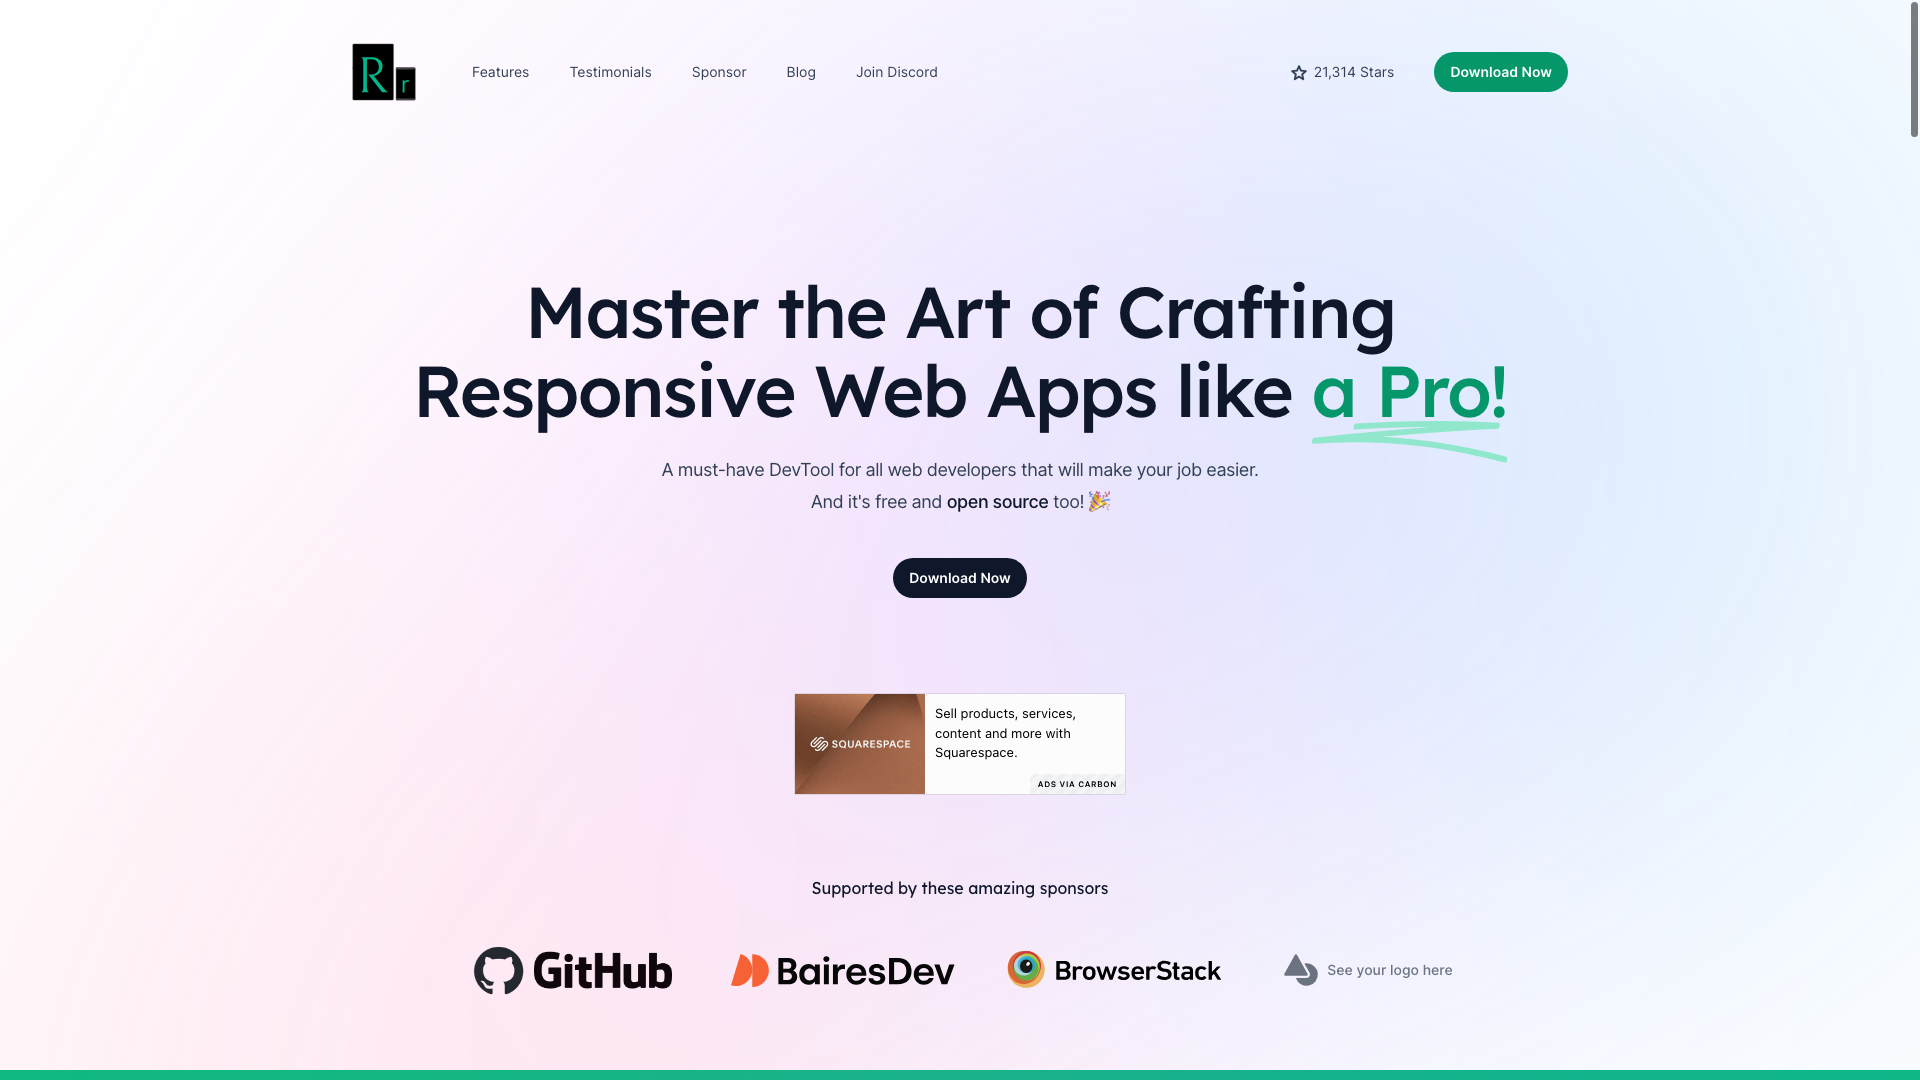 R r
Features
Testimonials
Sponsor
Blog
Join Discord
21,314 Stars
Download Now
Master the Art of Crafting
Responsive Web Apps like a Pro!
A must-have DevTool for all web developers that will make your job easier.
And it's free and open source too! 🎉
Download Now
SQUARESPACE
Sell products, services,
content and more with
Squarespace.
ADS VIA CARBON
Supported by these amazing sponsors
GitHub
BairesDev
BrowserStack
See your logo here